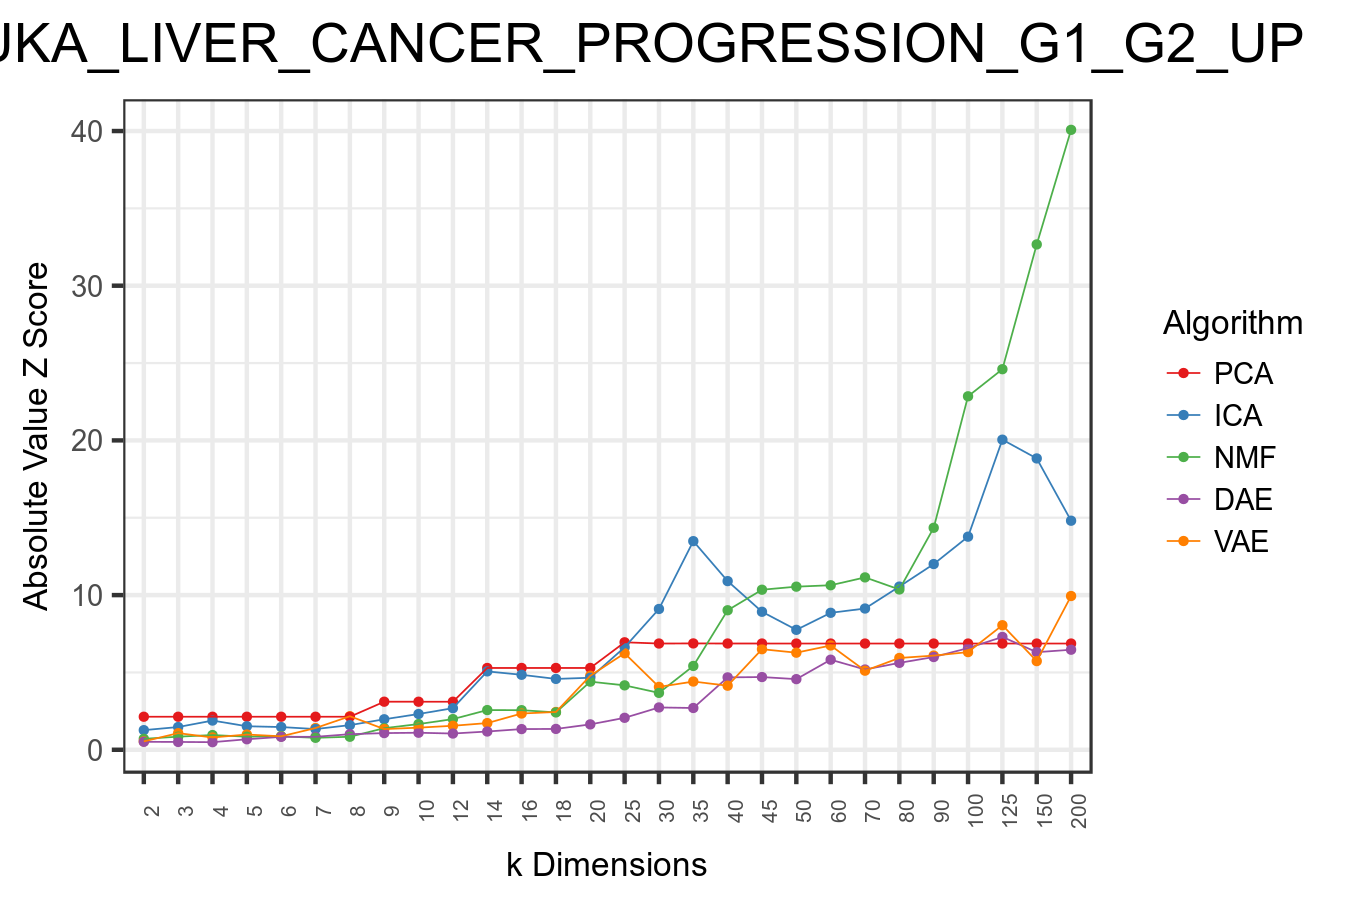 UKA_LIVER_CANCER_PROGRESSION_G1_G2_UP
40
30
20
10
0
Absolute Value Z Score
2 3 4 5 6 7 8 9 10 12 14 16 18 20 25 30 35 40 45 50 60 70 80 90 100 125 150 200
k Dimensions
Algorithm
PCA
ICA
NMF
DAE
VAE